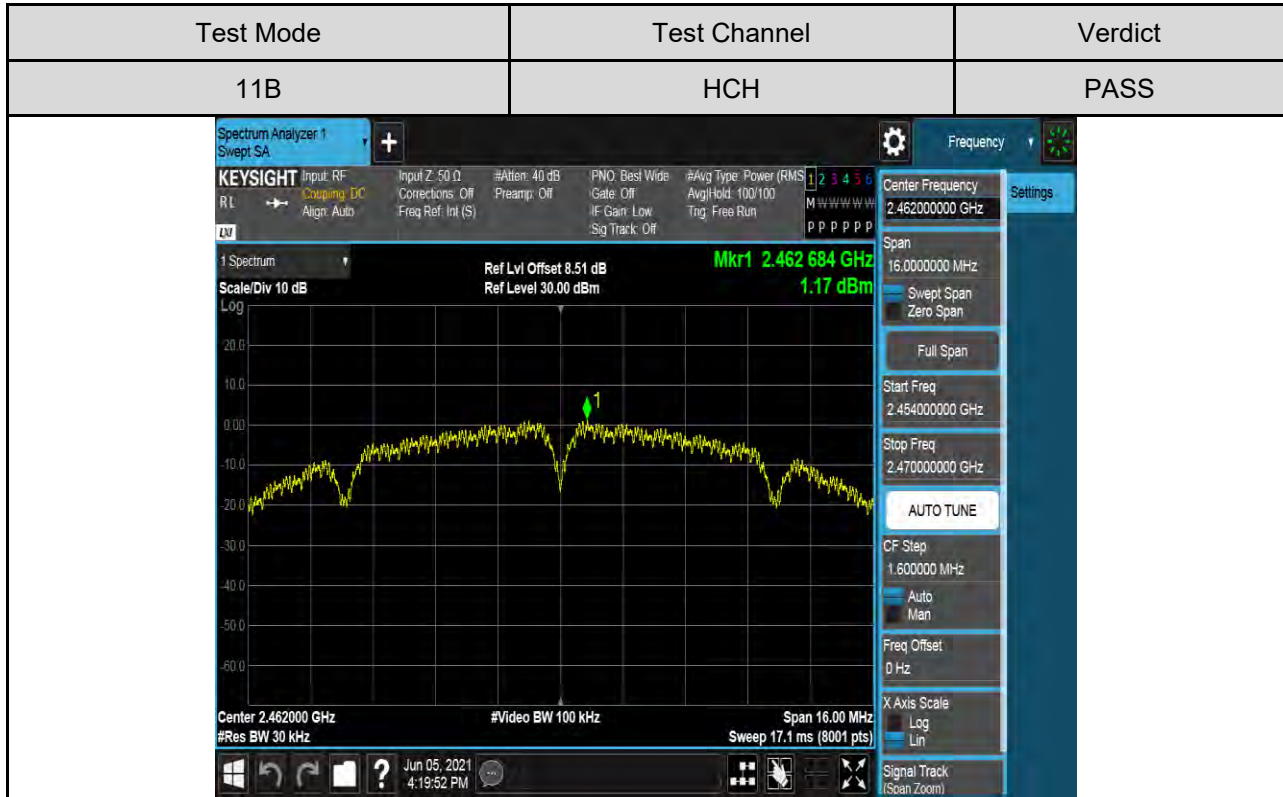 Test Mode Test Channel Verdict
11B HCH PASS
Spectrum Analyzer 1
Swept SA
+
Frequency
KEYSIGHT Input: RF Input Z: 50 Ω #Atten: 40 dB PNO: Best Wide #Avg Type: Power (RMS 1 2 3 4 5 6
RL Coupling: DC Corrections: Off Preamp: Off Gate: Off Avg|Hold: 100/100 M W W W W W
Align: Auto Freq Ref: Int (S) IF Gain: Low Trig: Free Run
Sig Track: Off P P P P P P
LXI
Center Frequency
2.462000000 GHz
Settings
1 Spectrum
Ref Lvl Offset 8.51 dB
Mkr1 2.462 684 GHz
Scale/Div 10 dB Ref Level 30.00 dBm 1.17 dBm
Log
20.0
10.0
0.00
-10.0
-20.0
-30.0
-40.0
-50.0
-60.0
1
Span
16.0000000 MHz
Swept Span
Zero Span
Full Span
Start Freq
2.454000000 GHz
Stop Freq
2.470000000 GHz
AUTO TUNE
CF Step
1.600000 MHz
Auto
Man
Freq Offset
0 Hz
X Axis Scale
Log
Lin
Signal Track
(Span Zoom)
Center 2.462000 GHz #Video BW 100 kHz Span 16.00 MHz
#Res BW 30 kHz Sweep 17.1 ms (8001 pts)
?
Jun 05, 2021
4:19:52 PM